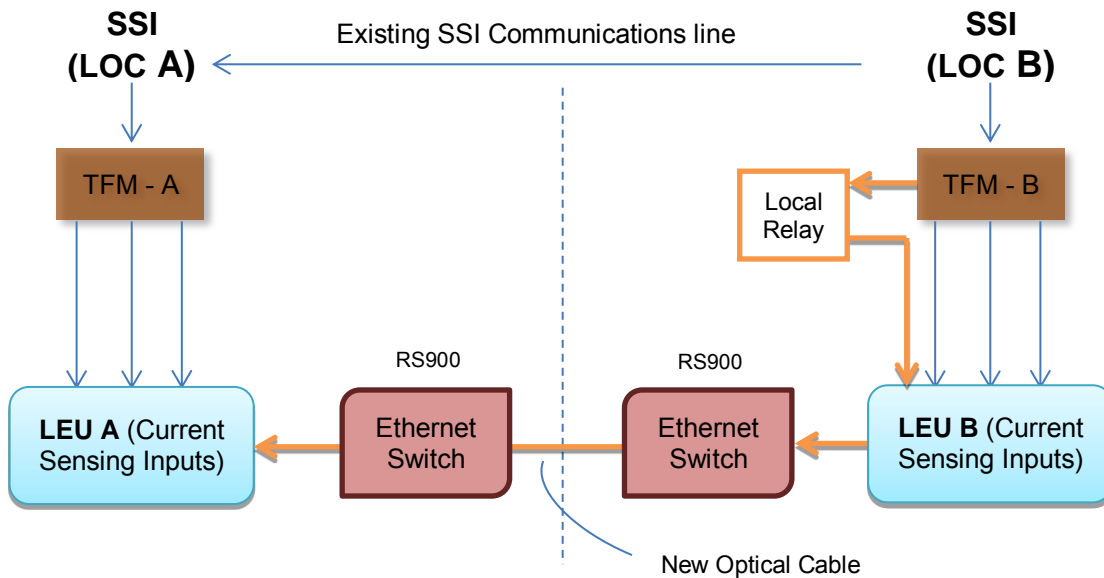 SSI
(LOC A)
Existing SSI Communications line
SSI
(LOC B)
TFM - A
TFM - B
Local
Relay
RS900
RS900
LEU A (Current
Sensing Inputs)
Ethernet
Switch
Ethernet
Switch
LEU B (Current
Sensing Inputs)
New Optical Cable